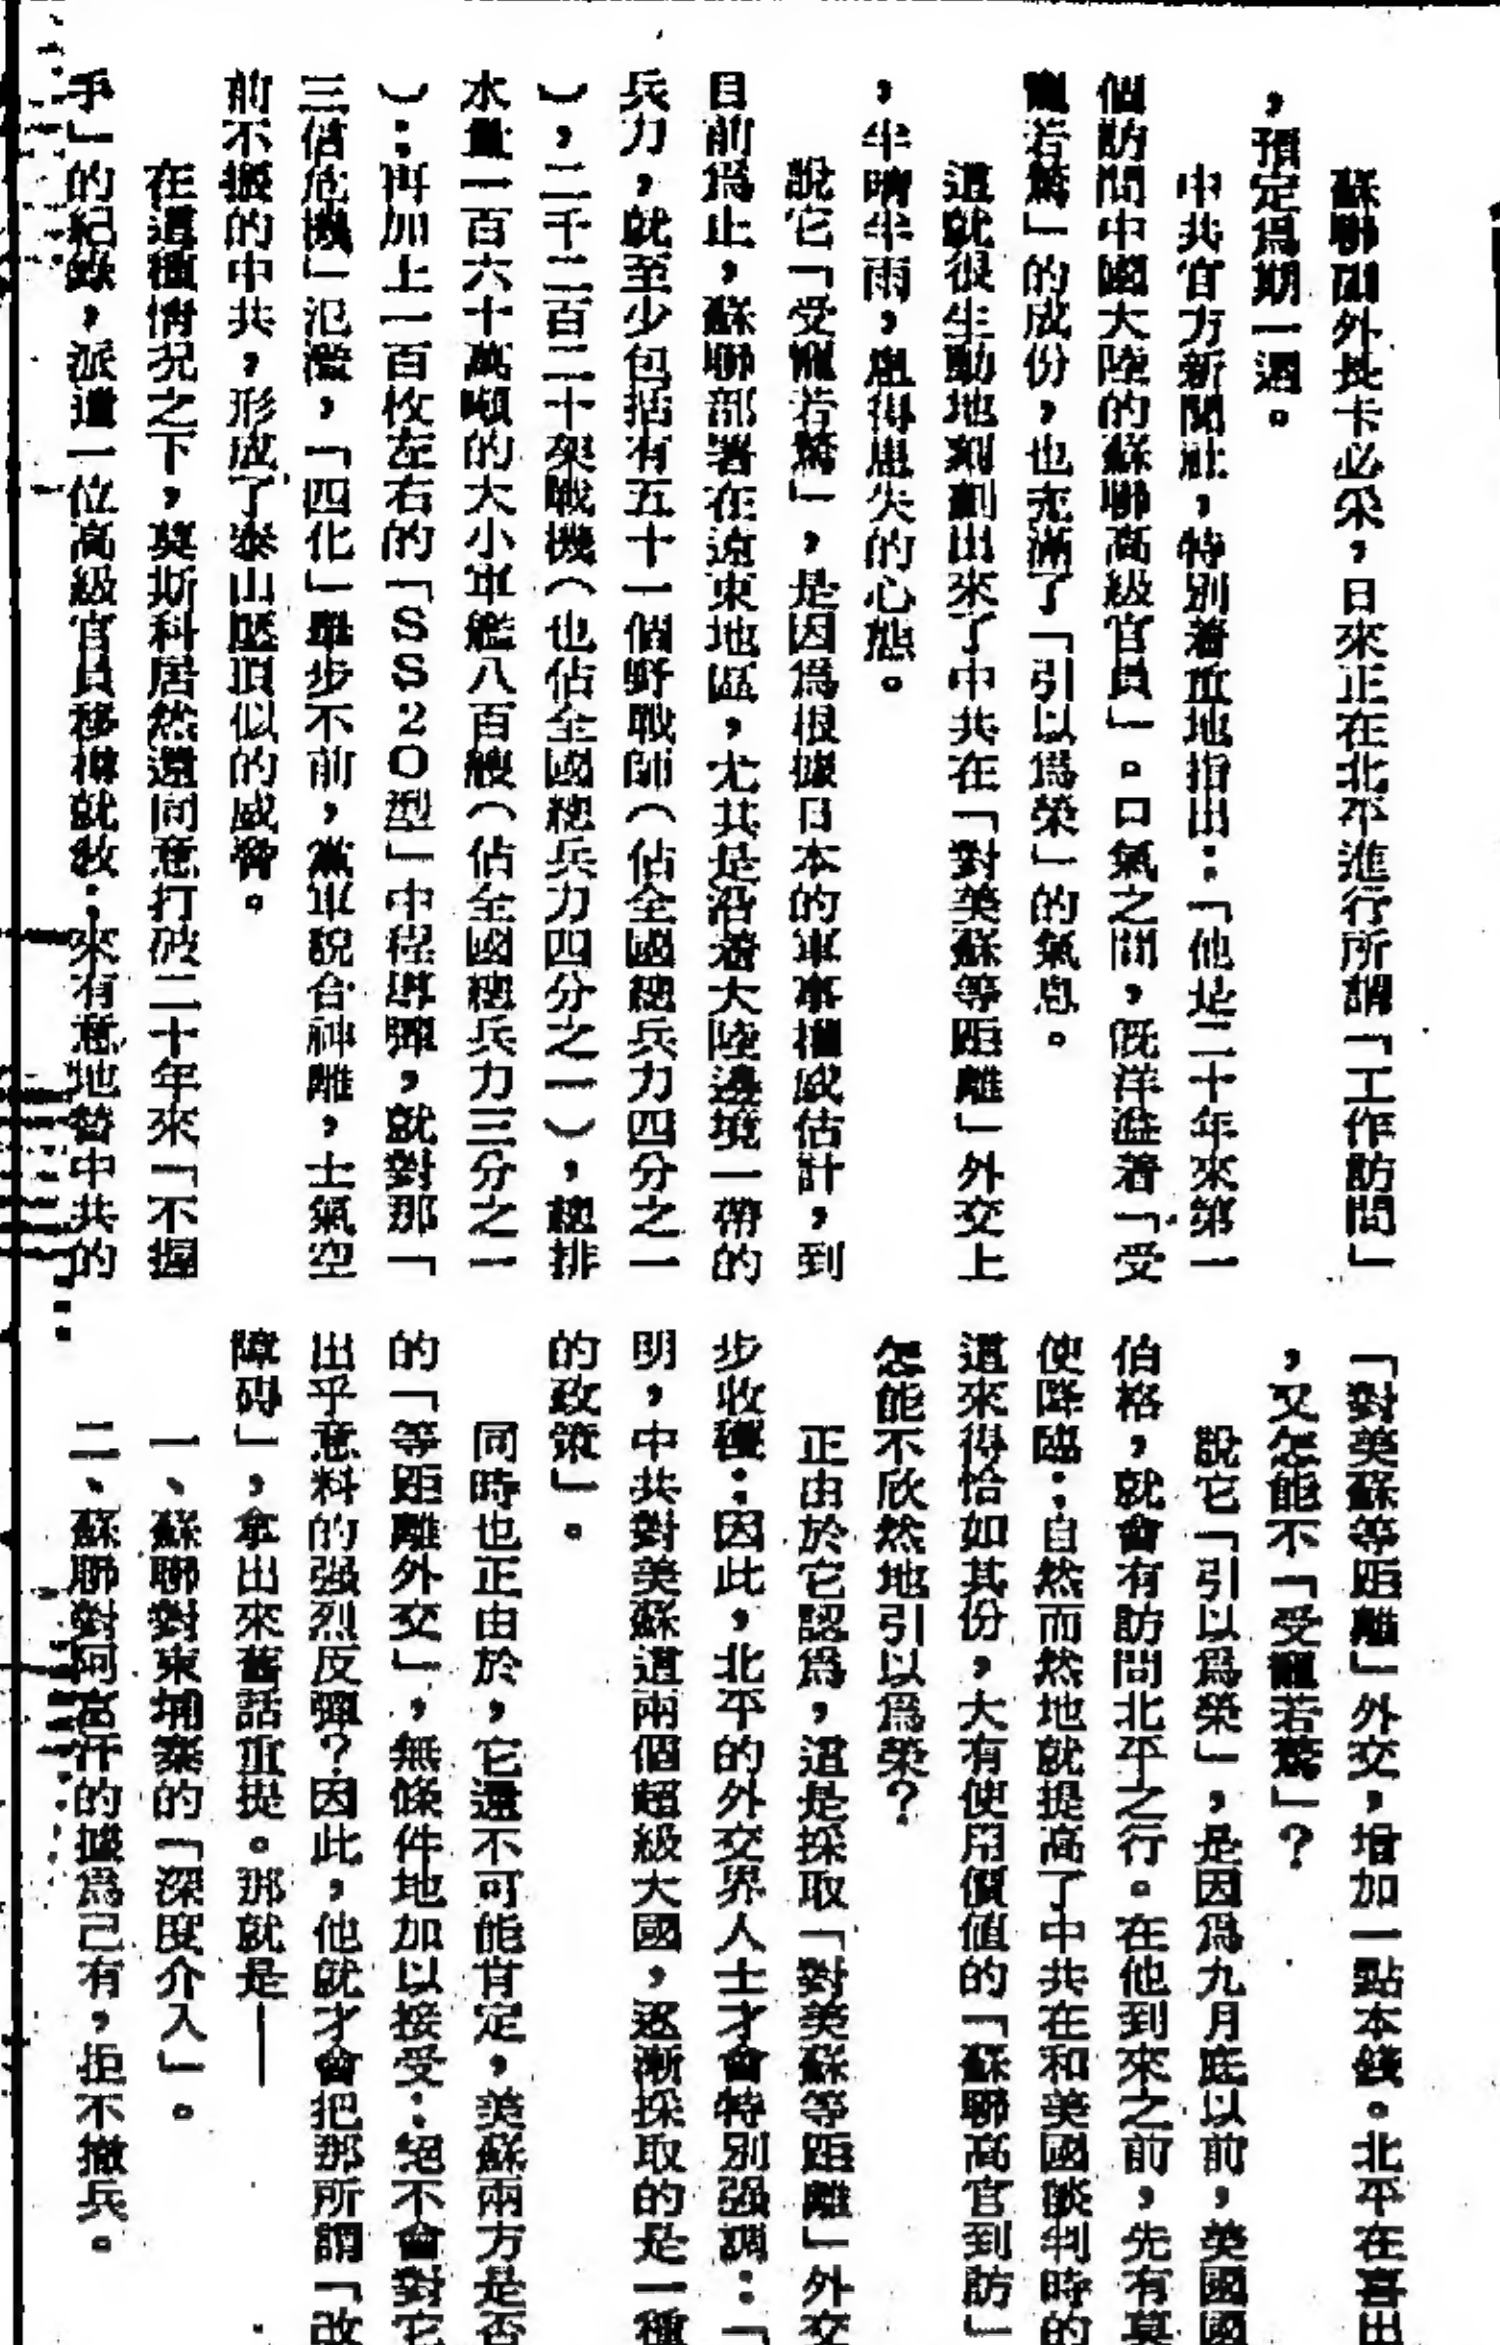 蘇聯副外長卡必采，日來正在北平進行所謂「工作訪問」
，預定爲期一週。
中共官方新聞社，特別着重地指出：「他是二十年來第一
個訪問中國大陸的蘇聯高級官員」。口氣之間，既洋溢着「受
寵若驚」的成份，也充滿了「引以爲榮」的氣息。
這就很生動地刻劃出來了中共在「對美蘇等距離」外交上
，半晴半雨，患得患失的心態。
說它「受寵若驚」，是因爲根據日本的軍事權威估計，到
目前爲止，蘇聯部署在遠東地區，尤其是沿着大陸邊境一帶的
兵力，就至少包括有五十一個野戰師（佔全國總兵力四分之一
），二千二百二十架戰機（也佔全國總兵力四分之一），總排
水量一百六十萬噸的大小軍艦八百艘（佔全國總兵力三分之一
）；再加上一百枚左右的「ＳＳ２０型」中程導彈，就對那「
三信危機」氾濫，「四化」舉步不前，黨軍貌合神離，士氣空
前不振的中共，形成了泰山壓頂似的威脅。
在這種情況之下，莫斯科居然還同意打破二十年來「不握
手」的紀錄，派遣一位高級官員移樽就教；來有意地替中共的
「對美蘇等距離」外交，增加一點本錢。北平在喜出
，又怎能不「受寵若驚」？
說它「引以爲榮」，是因爲九月底以前，美國國
伯格，就會有訪問北平之行。在他到來之前，先有莫
使降臨；自然而然地就提高了中共在和美國談判時的
這來得恰如其份，大有使用價值的「蘇聯高官到訪」
怎能不欣然地引以爲榮？
正由於它認爲，這是採取「對美蘇等距離」外交
步收穫；因此，北平的外交界人士才會特別强調：「
明，中共對美蘇這兩個超級大國，逐漸採取的是一種
的政策」。
同時也正由於，它還不可能肯定，美蘇兩方是否
的「等距離外交」，無條件地加以接受；絕不會對它
出乎意料的强烈反彈？因此，他就才會把那所謂「改
障碍」，拿出來舊話重提。那就是——
一、蘇聯對柬埔寨的「深度介入」。
二、蘇聯對阿富汗的據爲己有，拒不撤兵。